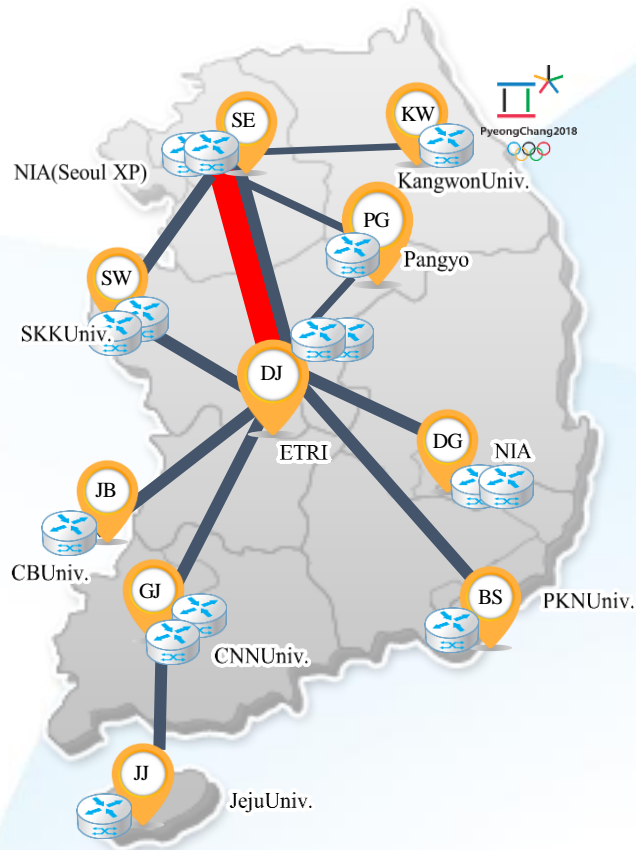 SE
KW
PyeongChang2018
NIA(Seoul XP)
KangwonUniv.
PG
Pangyo
SW
SKKUniv.
DJ
ETRI
DG
NIA
JB
CBUniv.
GJ
BS
PKNUniv.
CNNUniv.
JJ
JejuUniv.